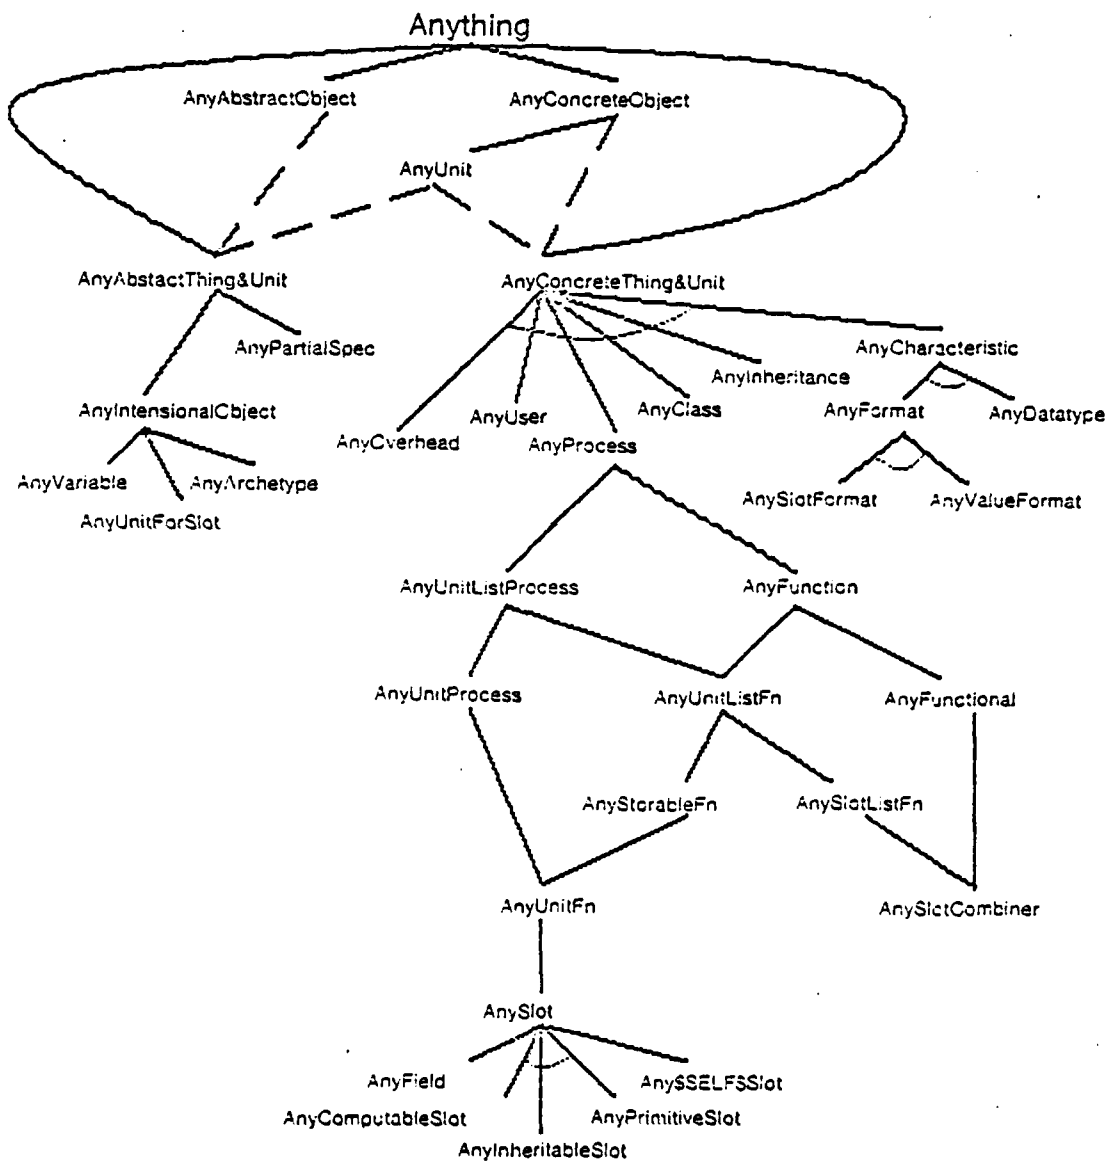 Anything
AnyAbstractObject
AnyConcreteObject
AnyUnit
AnyAbstactThing&Unit
AnyConcreteThing&Unit
AnyPartialSpec
AnyCharacteristic
AnyInheritance
AnyIntensionalObject
AnyUser
AnyClass
AnyFormat
AnyDatatype
AnyOverhead
AnyProcess
AnyVariable
AnyArchetype
AnySlotFormat
AnyValueFormat
AnyUnitForSlot
AnyUnitListProcess
AnyFunction
AnyUnitProcess
AnyUnitListFn
AnyFunctional
AnyStorableFn
AnySlotListFn
AnyUnitFn
AnySlotCombiner
AnySlot
AnyField
Any$SELF$Slot
AnyComputableSlot
AnyPrimitiveSlot
AnyInheritableSlot